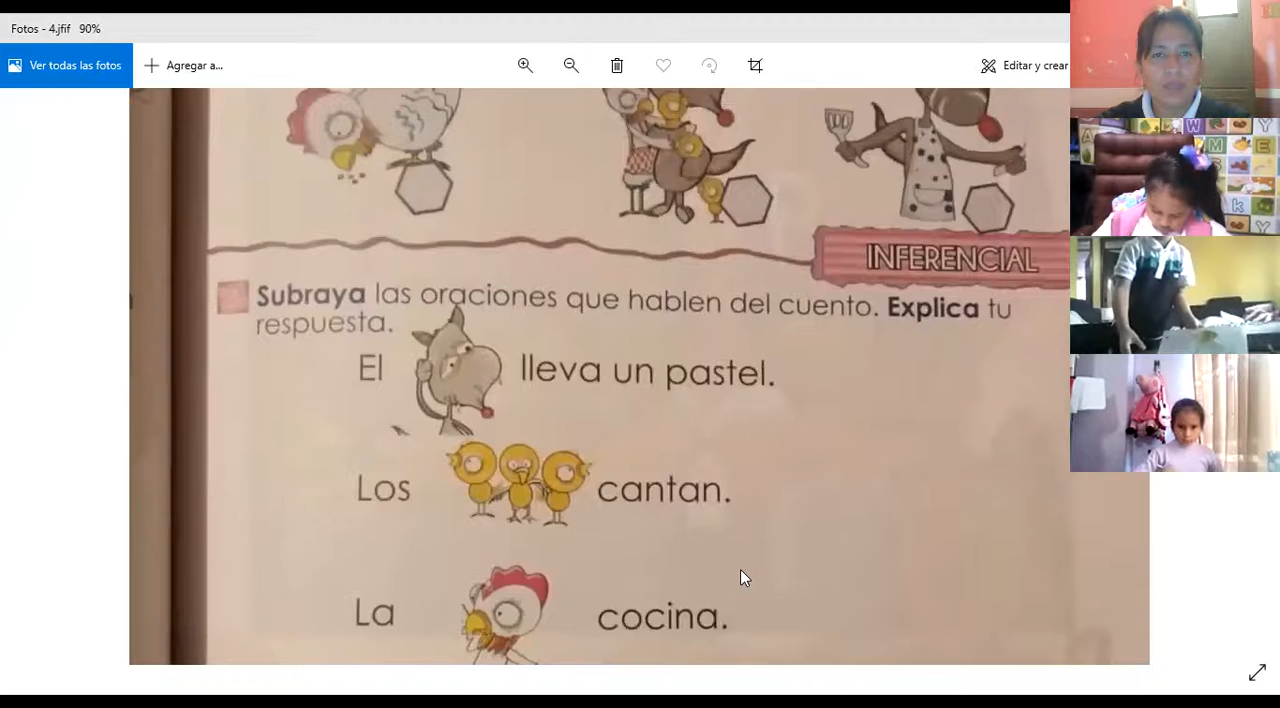 Fotos - 4.jfif 90%
Ver todas las fotos
Agregar a...
Editar y crear
INFERENCIAL
Subraya las oraciones que hablen del cuento. Explica tu
respuesta.
El lleva un pastel.
Los cantan.
La cocina.